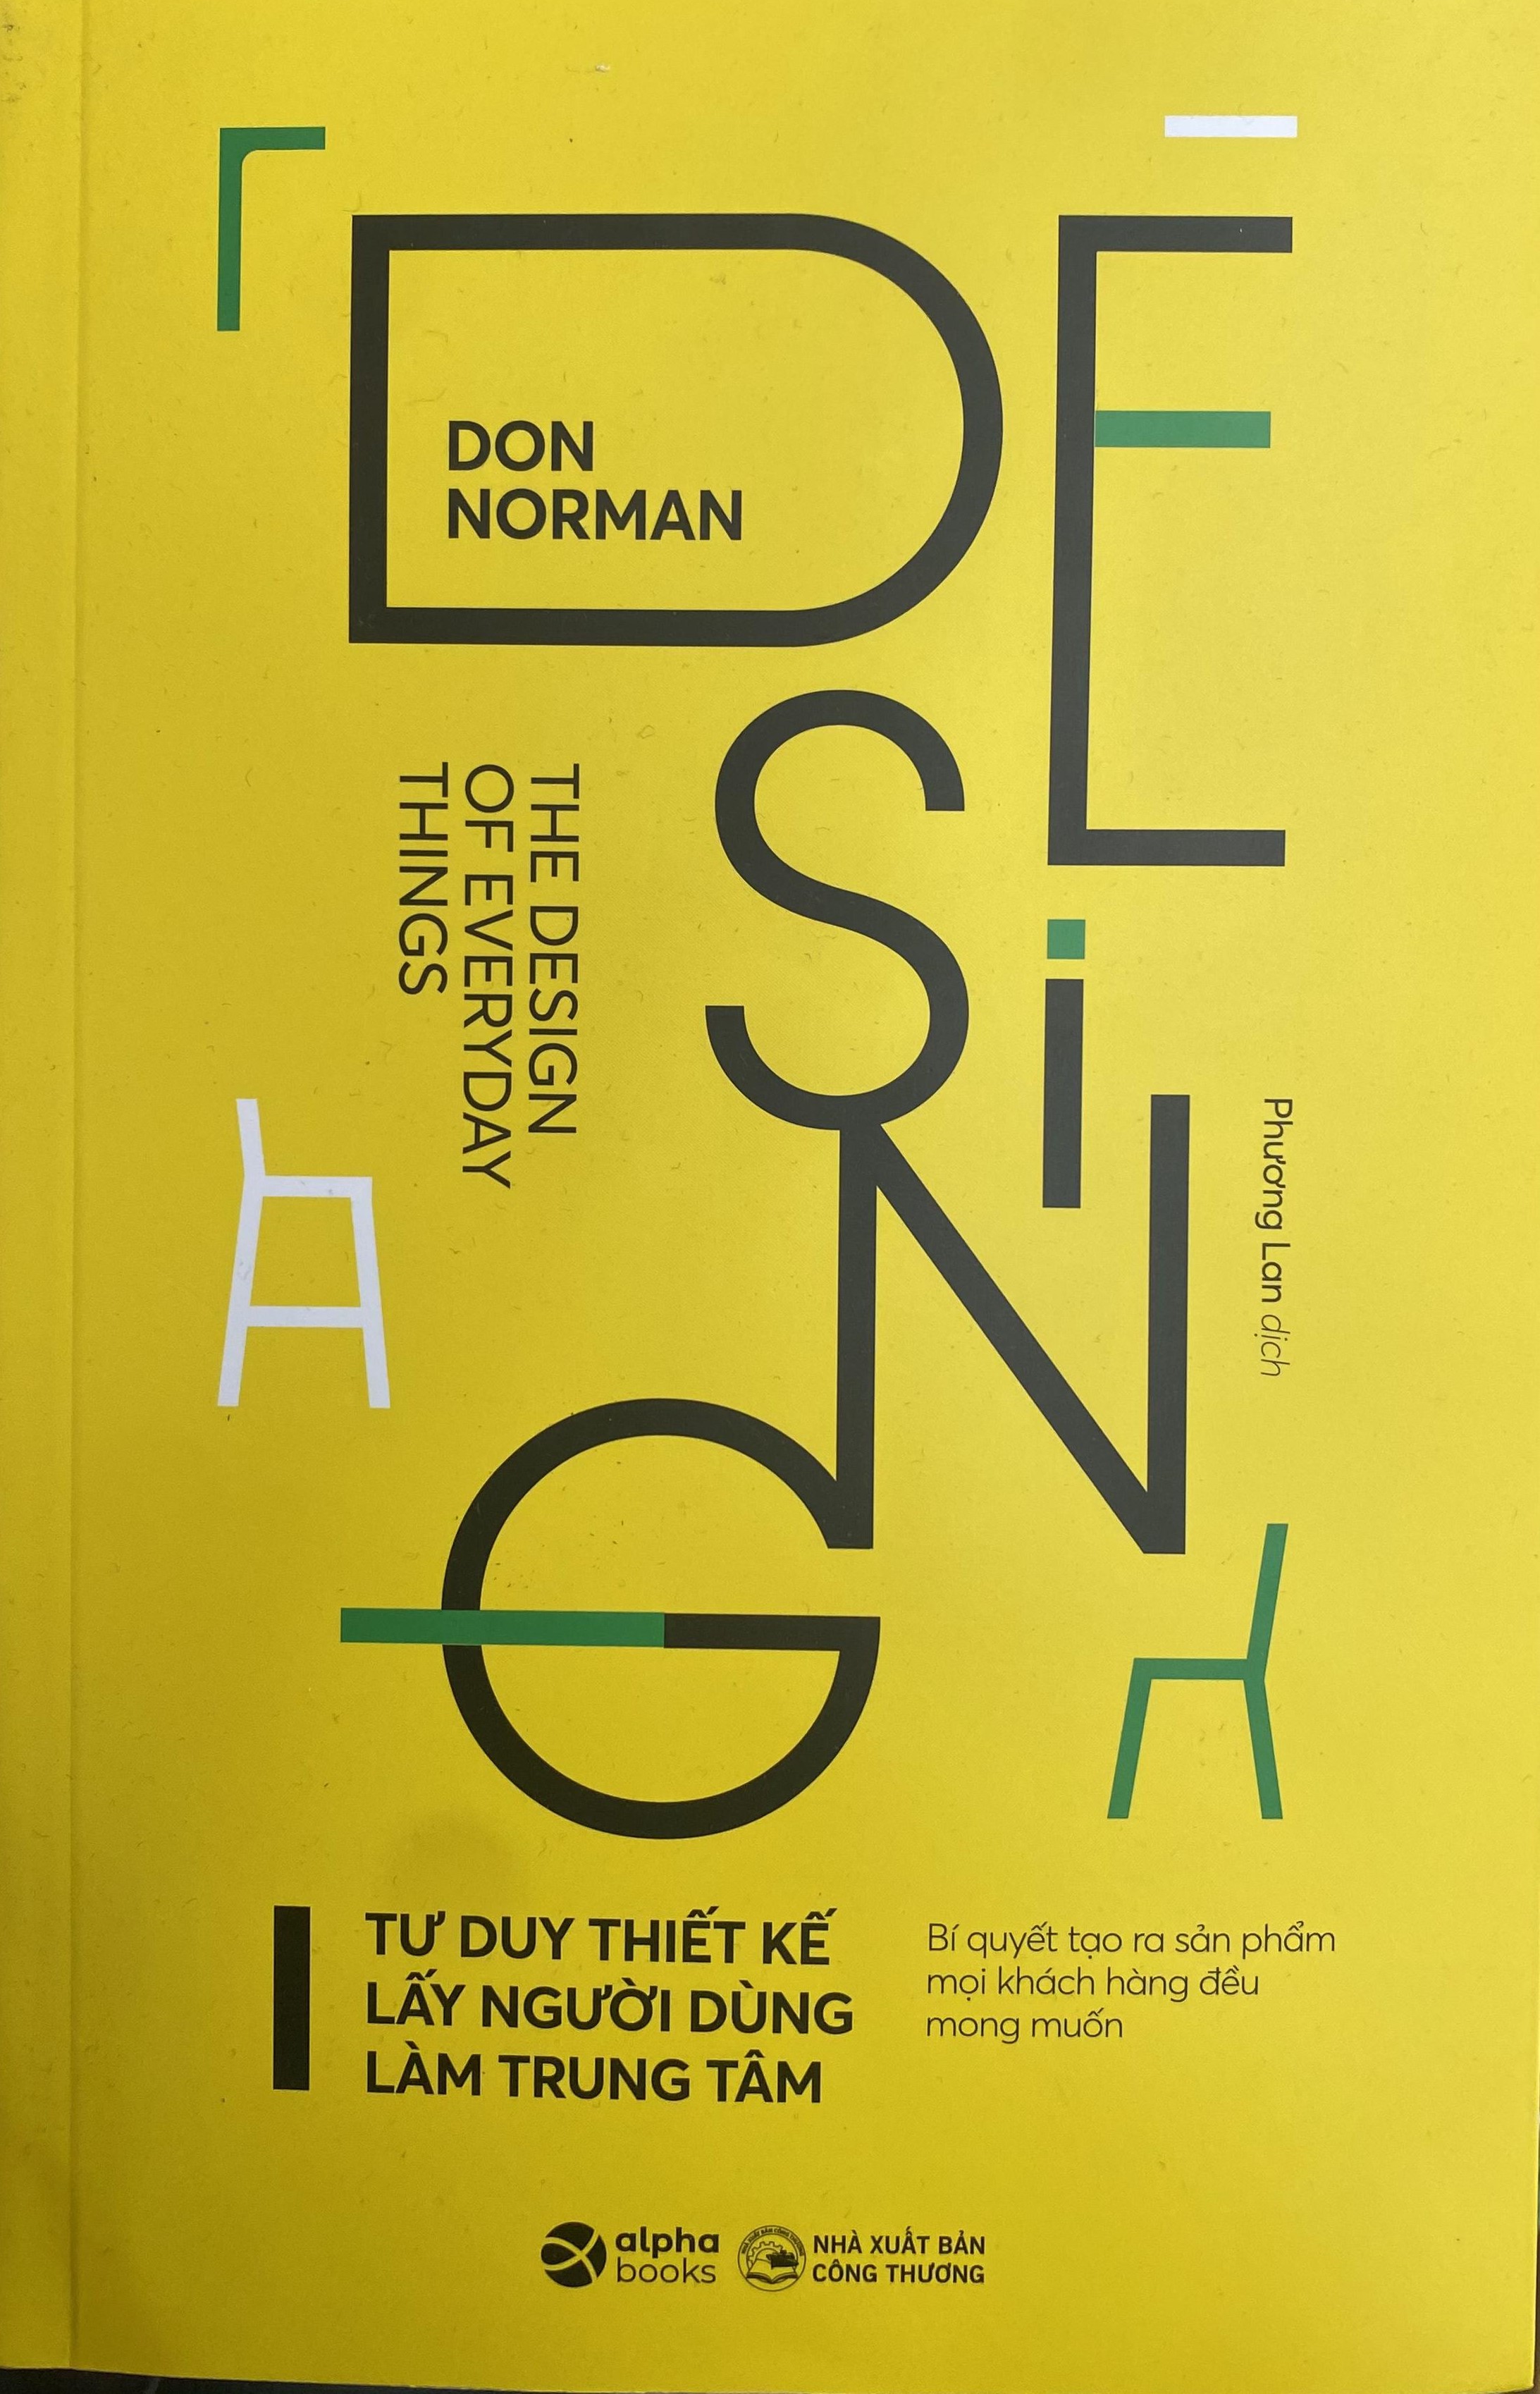 DESiGN
DON
NORMAN
THE DESIGN
OF EVERYDAY
THINGS
Phương Lan dịch
TƯ DUY THIẾT KẾ
LẤY NGƯỜI DÙNG
LÀM TRUNG TÂM
Bí quyết tạo ra sản phẩm
mọi khách hàng đều
mong muốn
alpha
books
NHÀ XUẤT BẢN
CÔNG THƯƠNG